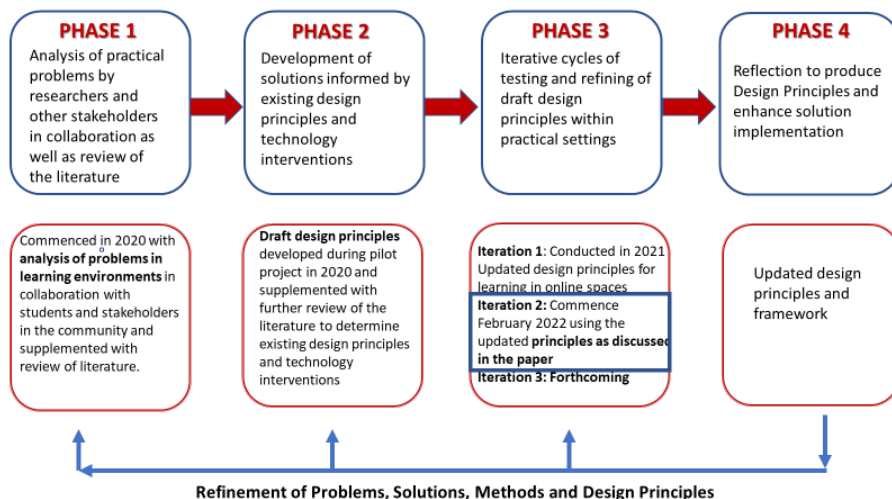 PHASE 1
Analysis of practical
problems by
researchers and
other stakeholders
in collaboration as
well as review of
the literature
PHASE 2
Development of
solutions informed by
existing design
principles and
technology
interventions
PHASE 3
Iterative cycles of
testing and refining of
draft design
principles within
practical settings
PHASE 4
Reflection to produce
Design Principles and
enhance solution
implementation
Commenced in 2020 with
analysis of problems in
learning environments in
collaboration with
students and stakeholders
in the community and
supplemented with
review of literature.
Draft design principles
developed during pilot
project in 2020 and
supplemented with
further review of the
literature to determine
existing design principles
and technology
interventions
Iteration 1: Conducted in 2021
Updated design principles for
learning in online spaces
Iteration 2: Commence
February 2022 using the
updated principles as discussed
in the paper
Iteration 3: Forthcoming
Updated design
principles and
framework
Refinement of Problems, Solutions, Methods and Design Principles